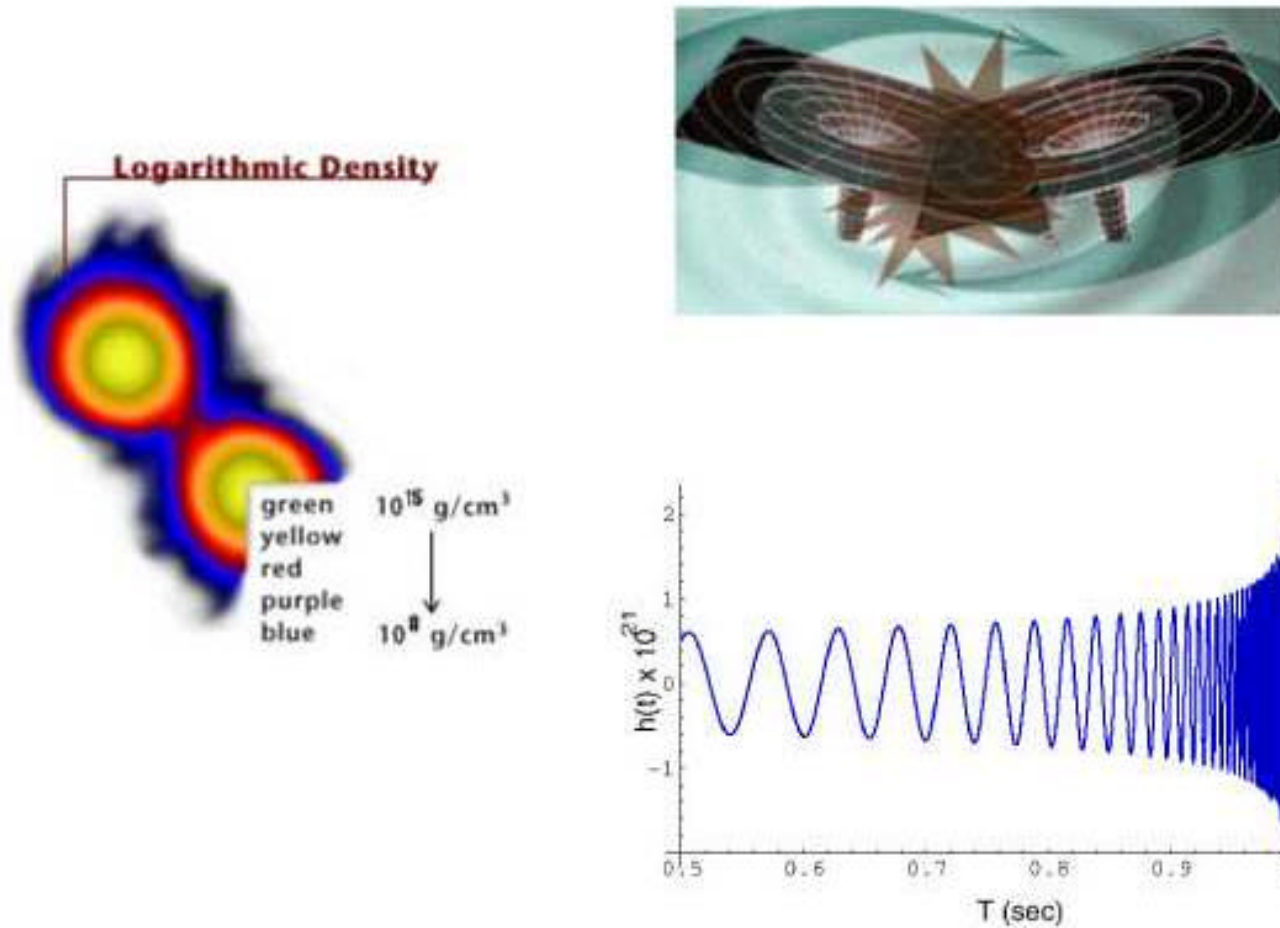 Logarithmic Density
green 10¹⁵ g/cm³
yellow
red
purple
blue 10⁸ g/cm³
2
1
0
-1
h(t) x 10²¹
0.5 0.6 0.7 0.8 0.9
T (sec)